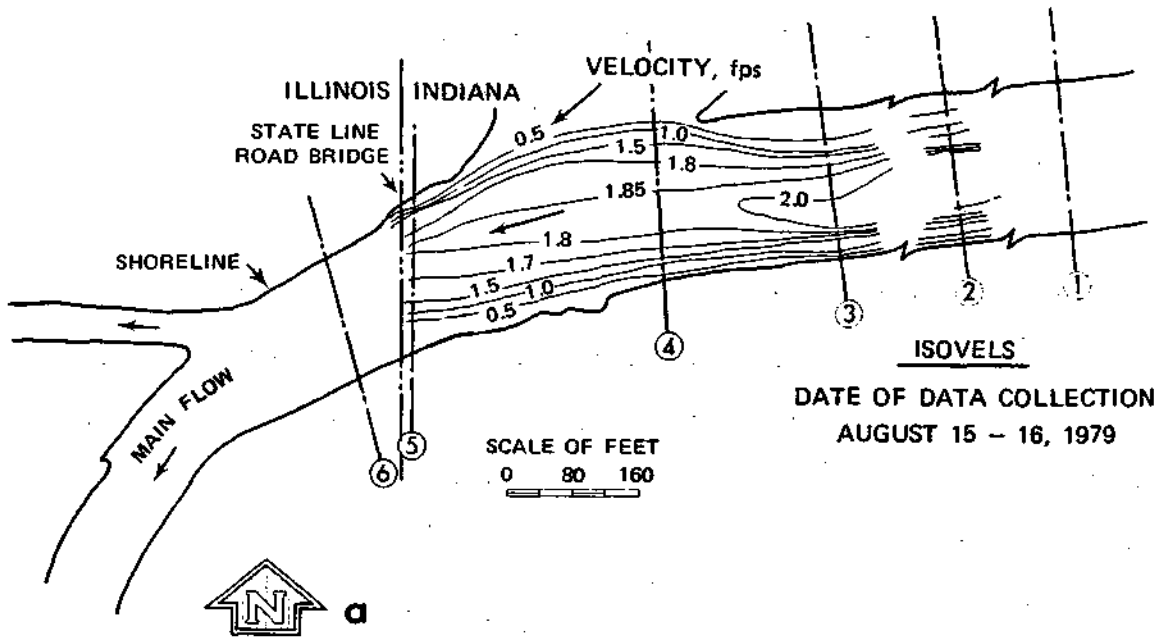 VELOCITY, fps
ILLINOIS INDIANA
STATE LINE
ROAD BRIDGE
0.5
1.0
1.5
1.8
1.85
2.0
1.8
1.7
1.5
1.0
0.5
SHORELINE
MAIN FLOW
1
2
3
4
5
6
ISOVELS
DATE OF DATA COLLECTION
AUGUST 15 – 16, 1979
SCALE OF FEET
0 80 160
N
a